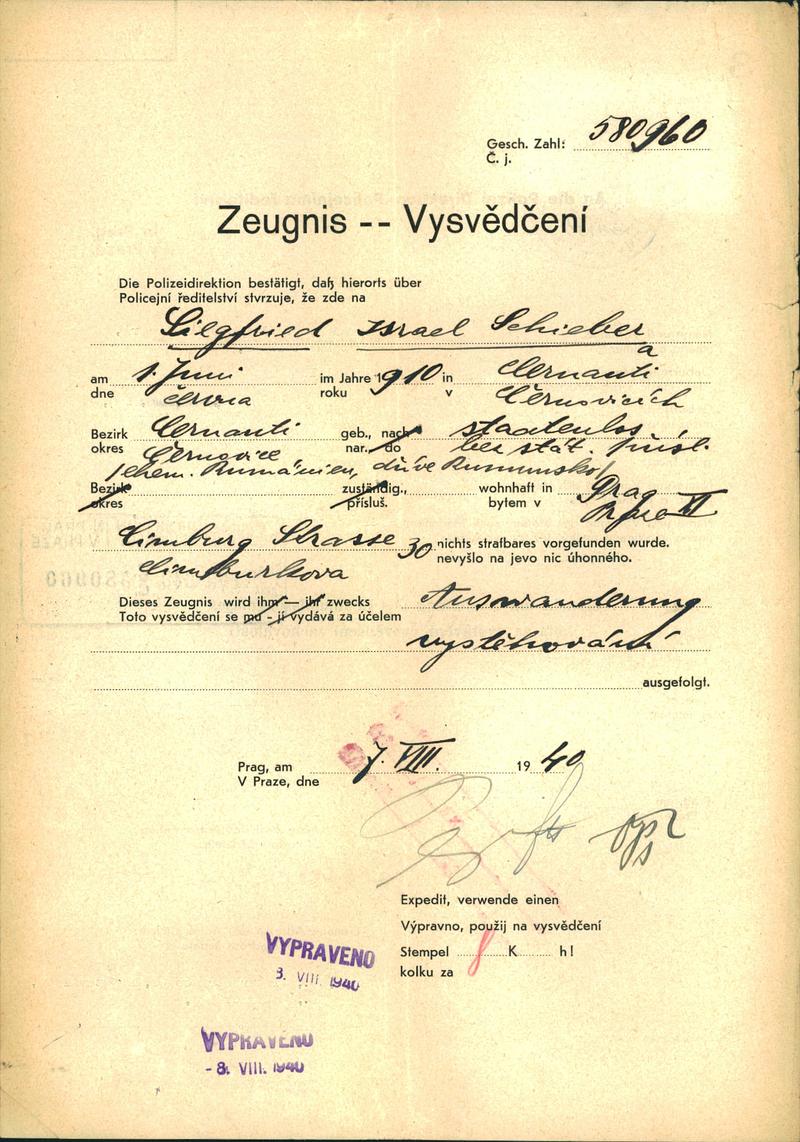 Gesch. Zahl: 580960
Č. j.
Zeugnis -- Vysvědčení
Die Polizeidirektion bestätigt, daß hierorts über
Policejní ředitelství stvrzuje, že zde na
Siegfried Israel Schieber
a
am 1. Juni im Jahre 1910 in Cernauti
dne června roku v Černovicích
Bezirk Cernauti geb., nach staatenlos
okres Černovice nar. do bez stát. přísl.
ehem. Rumänien, dříve Rumunsko
Bezirk zuständig., wohnhaft in Prag
okres přísluš. bytem v Praze XI
Limburg Strasse 30 nichts strafbares vorgefunden wurde.
Limburkova nevyšlo na jevo nic úhonného.
Dieses Zeugnis wird ihm — ihr zwecks Auswanderung
Toto vysvědčení se mu - jí vydává za účelem
vystěhování
ausgefolgt.
Prag, am 7. VIII. 1940
V Praze, dne
Expedit, verwende einen
Výpravno, použij na vysvědčení
Stempel K h!
kolku za
VYPRAVENO
8. VIII. 1940
VYPRAVENO
- 8. VIII. 1940